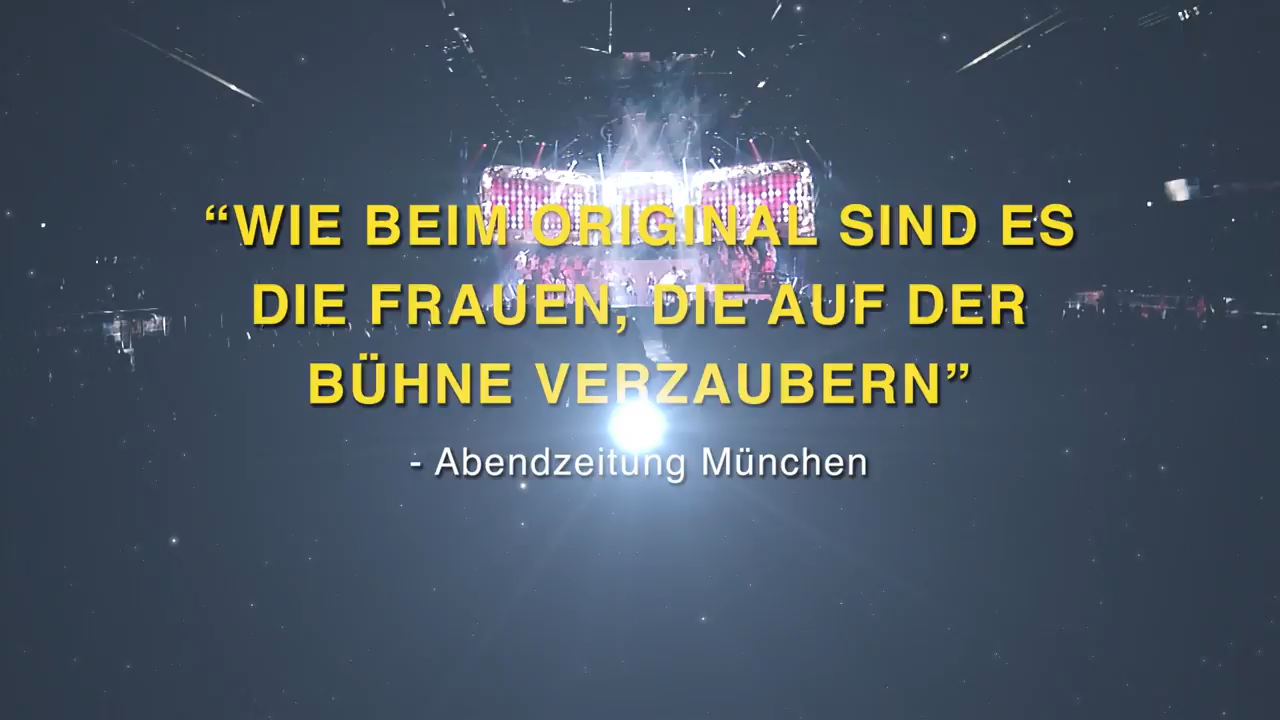 “WIE BEIM ORIGINAL SIND ES
DIE FRAUEN, DIE AUF DER
BÜHNE VERZAUBERN”
- Abendzeitung München